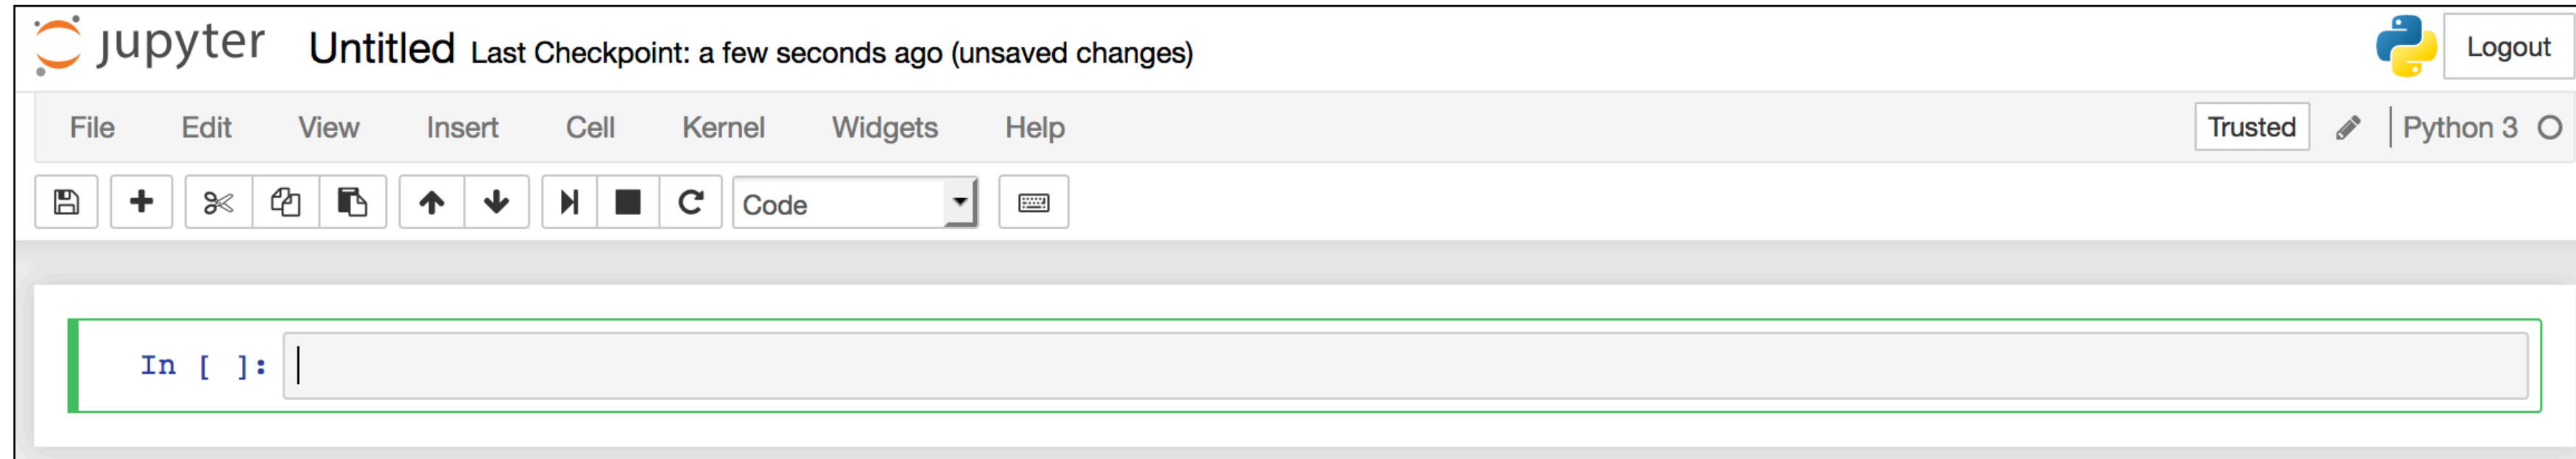 jupyter Untitled Last Checkpoint: a few seconds ago (unsaved changes) Logout
File Edit View Insert Cell Kernel Widgets Help Trusted Python 3
Code
In [ ]: